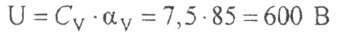 U = C_V · α_V = 7,5 · 85 = 600 В